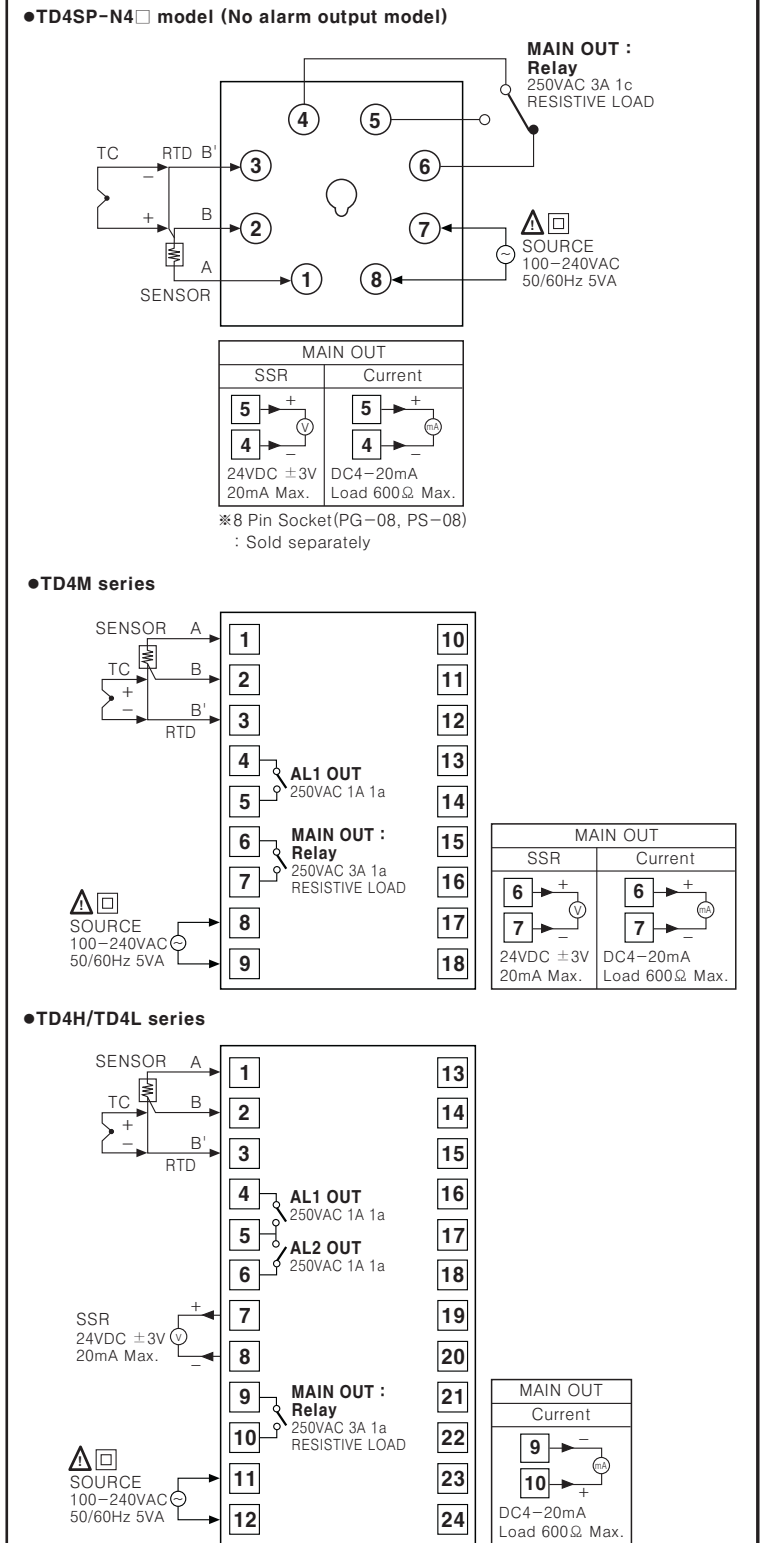 ●TD4SP-N4□ model (No alarm output model)
MAIN OUT :
Relay
250VAC 3A 1c
RESISTIVE LOAD
4
5
TC
RTD
B'
3
6
−
+
B
2
7
SOURCE
100-240VAC
50/60Hz 5VA
A
1
8
SENSOR
MAIN OUT
SSR
Current
5
+
V
4
−
24VDC ±3V
20mA Max.
5
+
mA
4
−
DC4-20mA
Load 600Ω Max.
※8 Pin Socket(PG-08, PS-08)
: Sold separately
●TD4M series
SENSOR
A
TC
B
+
−
B'
RTD
1
10
2
11
3
12
4
13
AL1 OUT
250VAC 1A 1a
5
14
6
15
MAIN OUT :
Relay
250VAC 3A 1a
RESISTIVE LOAD
7
16
SOURCE
100-240VAC
50/60Hz 5VA
8
17
9
18
MAIN OUT
SSR
Current
6
+
V
7
−
24VDC ±3V
20mA Max.
6
+
mA
7
−
DC4-20mA
Load 600Ω Max.
●TD4H/TD4L series
SENSOR
A
TC
B
+
−
B'
RTD
1
13
2
14
3
15
4
16
AL1 OUT
250VAC 1A 1a
5
17
AL2 OUT
250VAC 1A 1a
6
18
SSR
24VDC ±3V
20mA Max.
+
V
−
7
19
8
20
9
21
MAIN OUT :
Relay
250VAC 3A 1a
RESISTIVE LOAD
10
22
SOURCE
100-240VAC
50/60Hz 5VA
11
23
12
24
MAIN OUT
Current
9
−
mA
10
+
DC4-20mA
Load 600Ω Max.